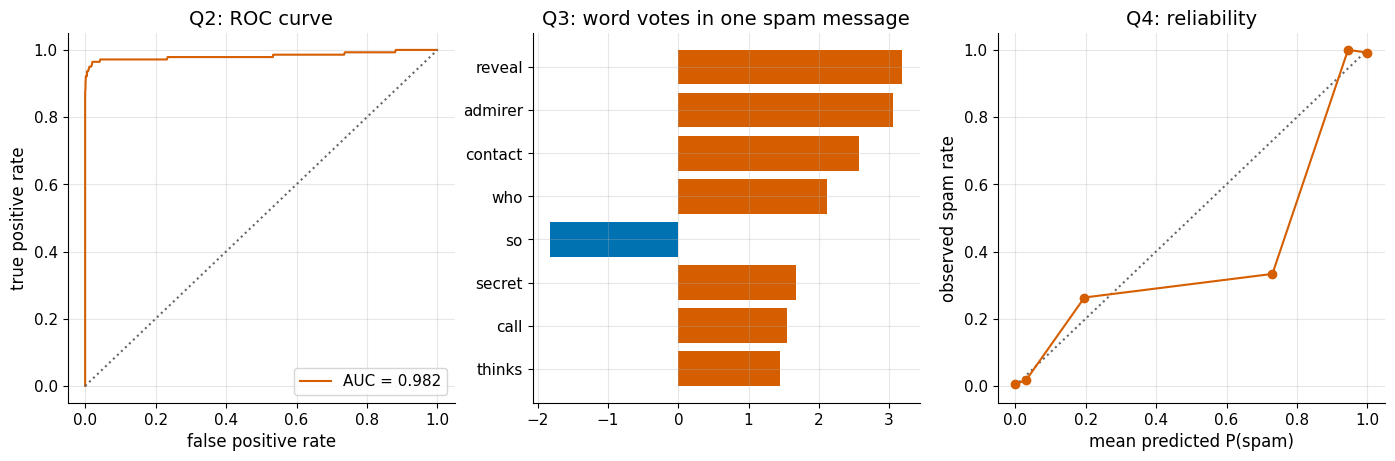 Q2: ROC curve
true positive rate
1.0
0.8
0.6
0.4
0.2
0.0
0.0 0.2 0.4 0.6 0.8 1.0
false positive rate
AUC = 0.982
Q3: word votes in one spam message
reveal
admirer
contact
who
so
secret
call
thinks
−2 −1 0 1 2 3
Q4: reliability
observed spam rate
1.0
0.8
0.6
0.4
0.2
0.0
0.0 0.2 0.4 0.6 0.8 1.0
mean predicted P(spam)